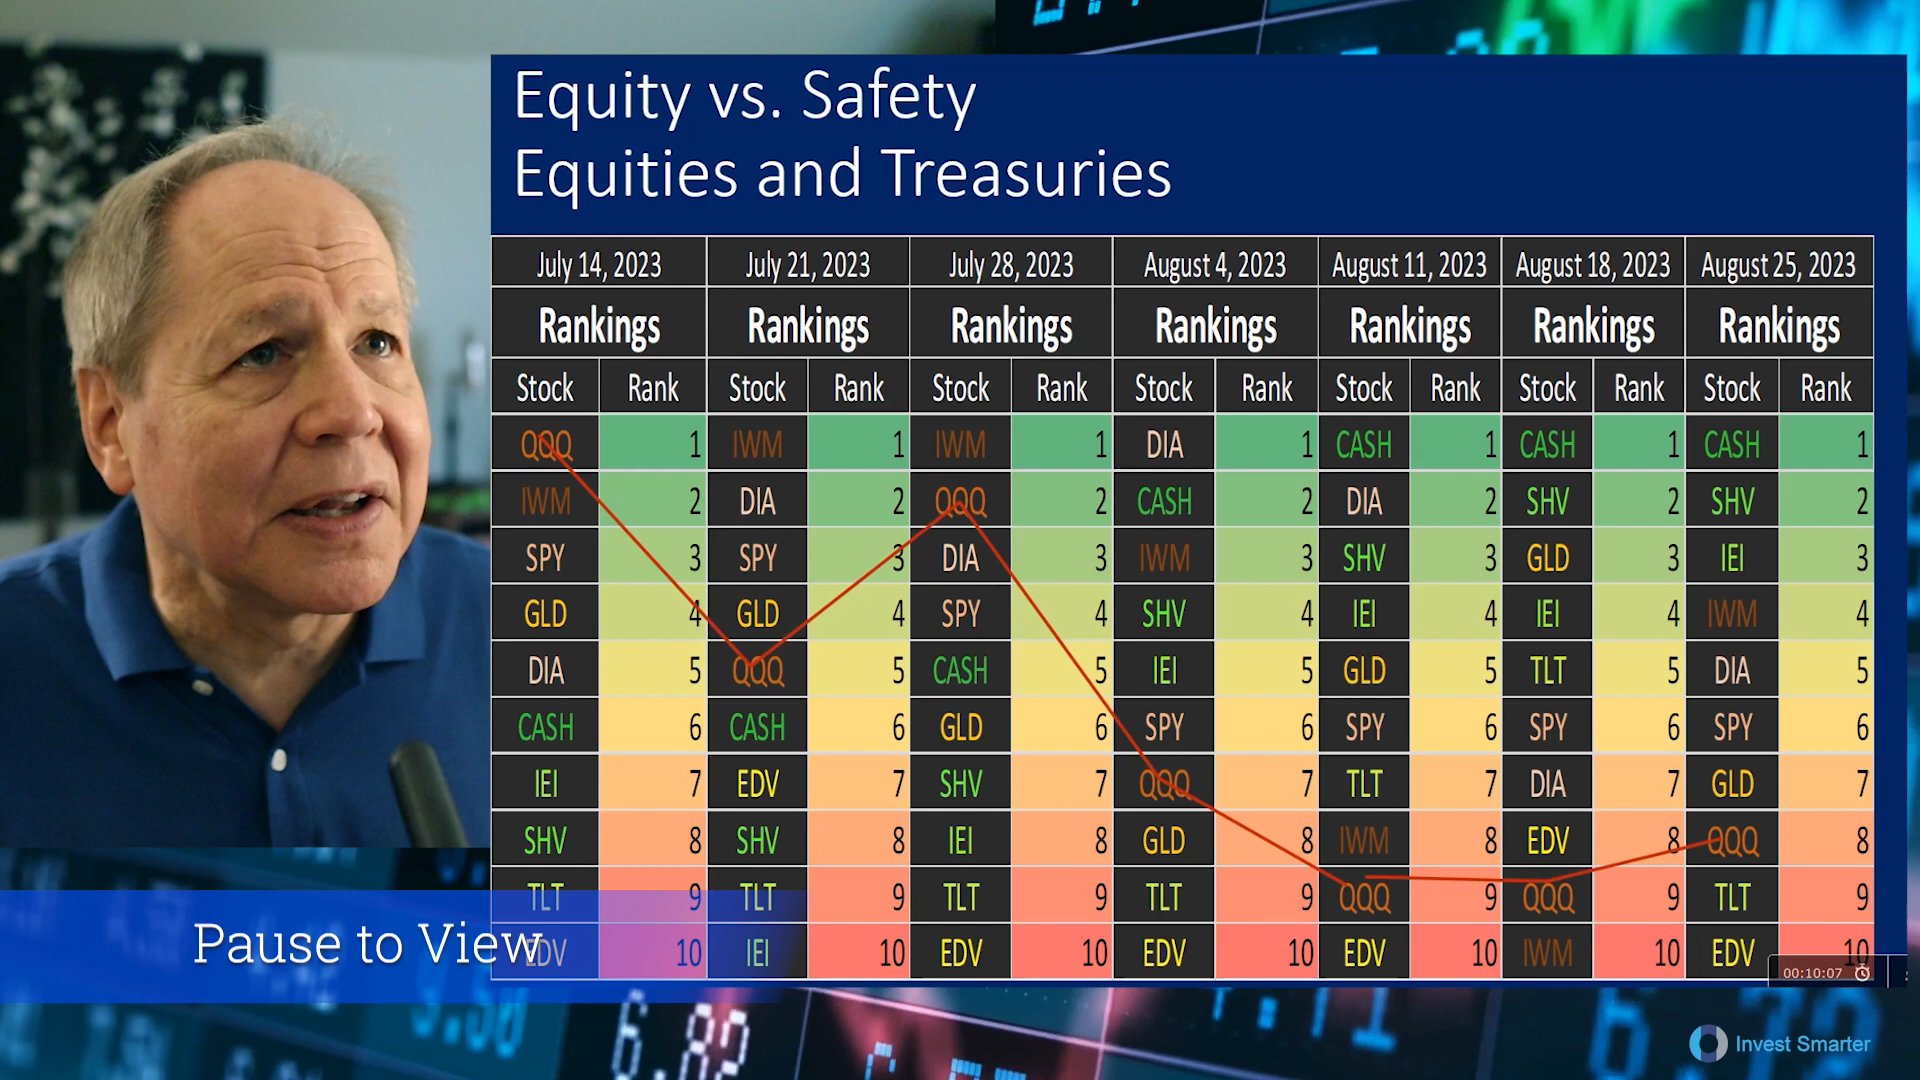 Equity vs. Safety
Equities and Treasuries
July 14, 2023 July 21, 2023 July 28, 2023 August 4, 2023 August 11, 2023 August 18, 2023 August 25, 2023
Rankings Rankings Rankings Rankings Rankings Rankings Rankings
Stock Rank Stock Rank Stock Rank Stock Rank Stock Rank Stock Rank Stock Rank
QQQ 1 IWM 1 IWM 1 DIA 1 CASH 1 CASH 1 CASH 1
IWM 2 DIA 2 QQQ 2 CASH 2 DIA 2 SHV 2 SHV 2
SPY 3 SPY 3 DIA 3 IWM 3 SHV 3 GLD 3 IEI 3
GLD 4 GLD 4 SPY 4 SHV 4 IEI 4 IEI 4 IWM 4
DIA 5 QQQ 5 CASH 5 IEI 5 GLD 5 TLT 5 DIA 5
CASH 6 CASH 6 GLD 6 SPY 6 SPY 6 SPY 6 SPY 6
IEI 7 EDV 7 SHV 7 QQQ 7 TLT 7 DIA 7 GLD 7
SHV 8 SHV 8 IEI 8 GLD 8 IWM 8 EDV 8 QQQ 8
TLT 9 TLT 9 TLT 9 TLT 9 QQQ 9 QQQ 9 TLT 9
EDV 10 IEI 10 EDV 10 EDV 10 EDV 10 IWM 10 EDV 10
Pause to View
00:10:07
6.82
Invest Smarter